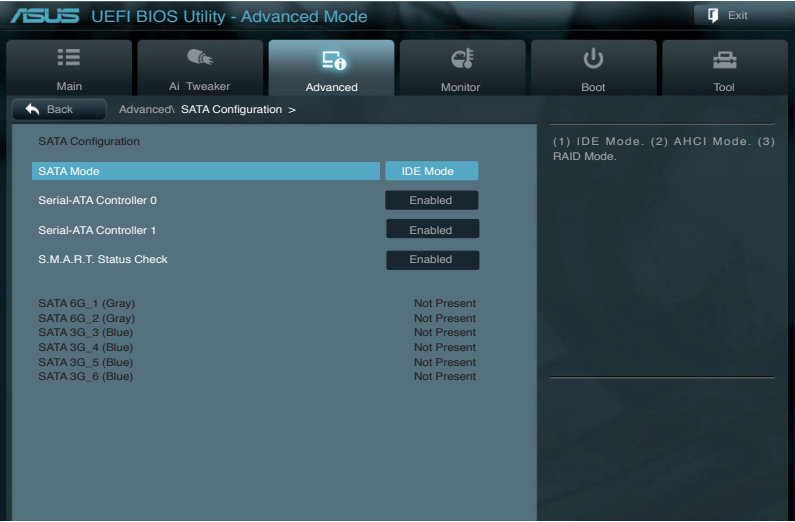 ASUS UEFI BIOS Utility - Advanced Mode
Exit
Main
Ai Tweaker
Advanced
Monitor
Boot
Tool
Back
Advanced\ SATA Configuration >
SATA Configuration
SATA Mode IDE Mode
Serial-ATA Controller 0 Enabled
Serial-ATA Controller 1 Enabled
S.M.A.R.T. Status Check Enabled
SATA 6G_1 (Gray) Not Present
SATA 6G_2 (Gray) Not Present
SATA 3G_3 (Blue) Not Present
SATA 3G_4 (Blue) Not Present
SATA 3G_5 (Blue) Not Present
SATA 3G_6 (Blue) Not Present
(1) IDE Mode. (2) AHCI Mode. (3)
RAID Mode.